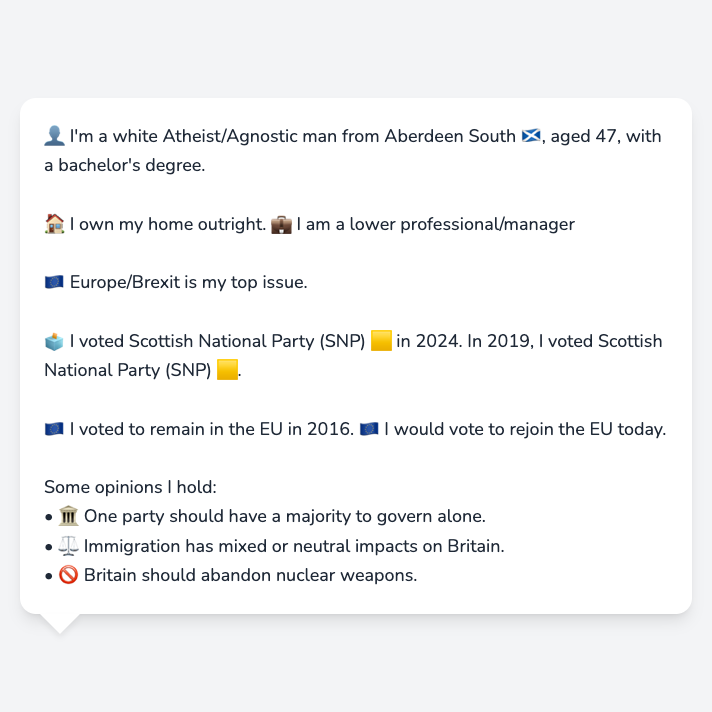 👤 I'm a white Atheist/Agnostic man from Aberdeen South 🏴󠁧󠁢󠁳󠁣󠁴󠁿, aged 47, with
a bachelor's degree.
🏠 I own my home outright. 💼 I am a lower professional/manager
🇪🇺 Europe/Brexit is my top issue.
🗳️ I voted Scottish National Party (SNP) 🟨 in 2024. In 2019, I voted Scottish
National Party (SNP) 🟨.
🇪🇺 I voted to remain in the EU in 2016. 🇪🇺 I would vote to rejoin the EU today.
Some opinions I hold:
• 🏛️ One party should have a majority to govern alone.
• ⚖️ Immigration has mixed or neutral impacts on Britain.
• 🚫 Britain should abandon nuclear weapons.